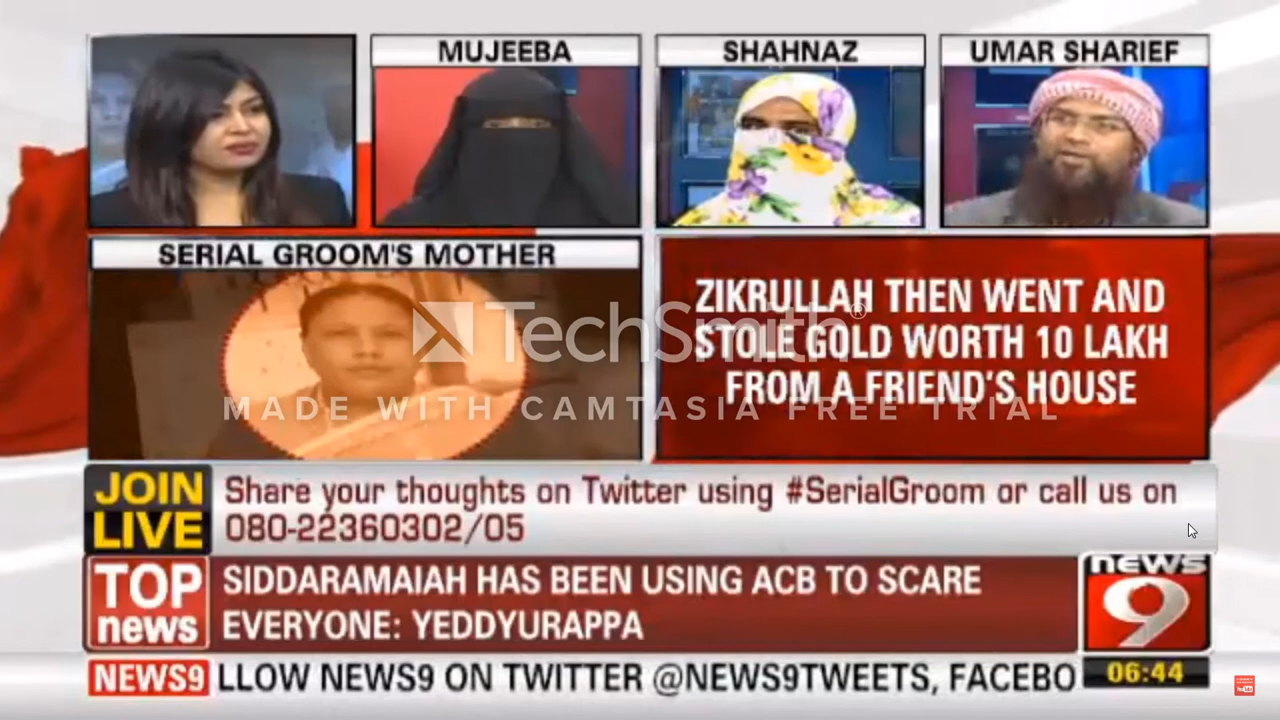 MUJEEBA
SHAHNAZ
UMAR SHARIEF
SERIAL GROOM'S MOTHER
ZIKRULLAH THEN WENT AND
STOLE GOLD WORTH 10 LAKH
FROM A FRIEND'S HOUSE
TechSmith®
MADE WITH CAMTASIA FREE TRIAL
JOIN
LIVE
Share your thoughts on Twitter using #SerialGroom or call us on
080-22360302/05
TOP
news
SIDDARAMAIAH HAS BEEN USING ACB TO SCARE
EVERYONE: YEDDYURAPPA
news
9
NEWS9
LLOW NEWS9 ON TWITTER @NEWS9TWEETS, FACEBO
06:44